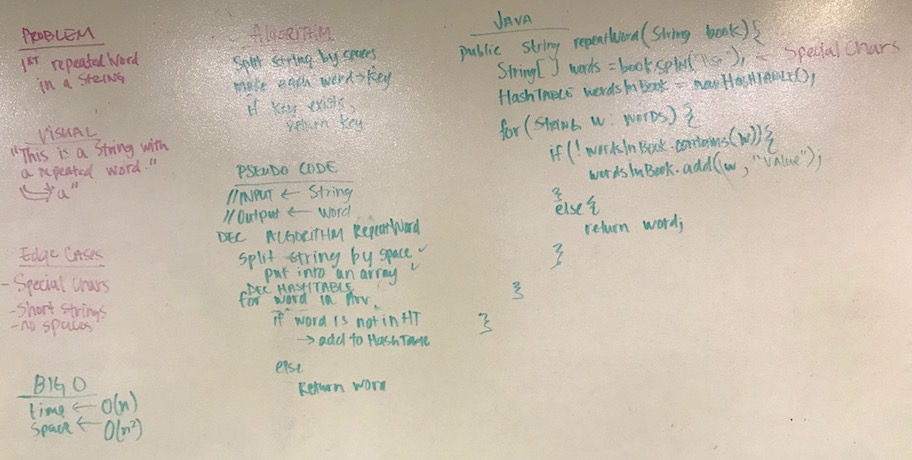 PROBLEM
1ST repeated word
in a STRING
VISUAL
"This is a String with
a repeated word."
"a"
Edge Cases
- Special Chars
- Short strings
- no spaces
BIG O
time ← O(n)
space ← O(n²)
ALGORITHM
Split string by spaces
make each word → key
if key exists,
return key
PSEUDO CODE
//INPUT ← String
//Output ← Word
DEC ALGORITHM RepeatWord
split string by space ✓
put into an array ✓
DEC HASHTABLE
for word in Arr
if word is not in HT
→ add to HashTable
else
Return word
JAVA
public String repeatWord(String book){
String[] words = book.split("\s"); - Special Chars
HashTABLE wordsInBook = new HASHTABLE();
for(String w: words) {
if(!wordsInBook.contains(w)){
wordsInBook.add(w, "Value");
}
else{
return word;
}
}
}